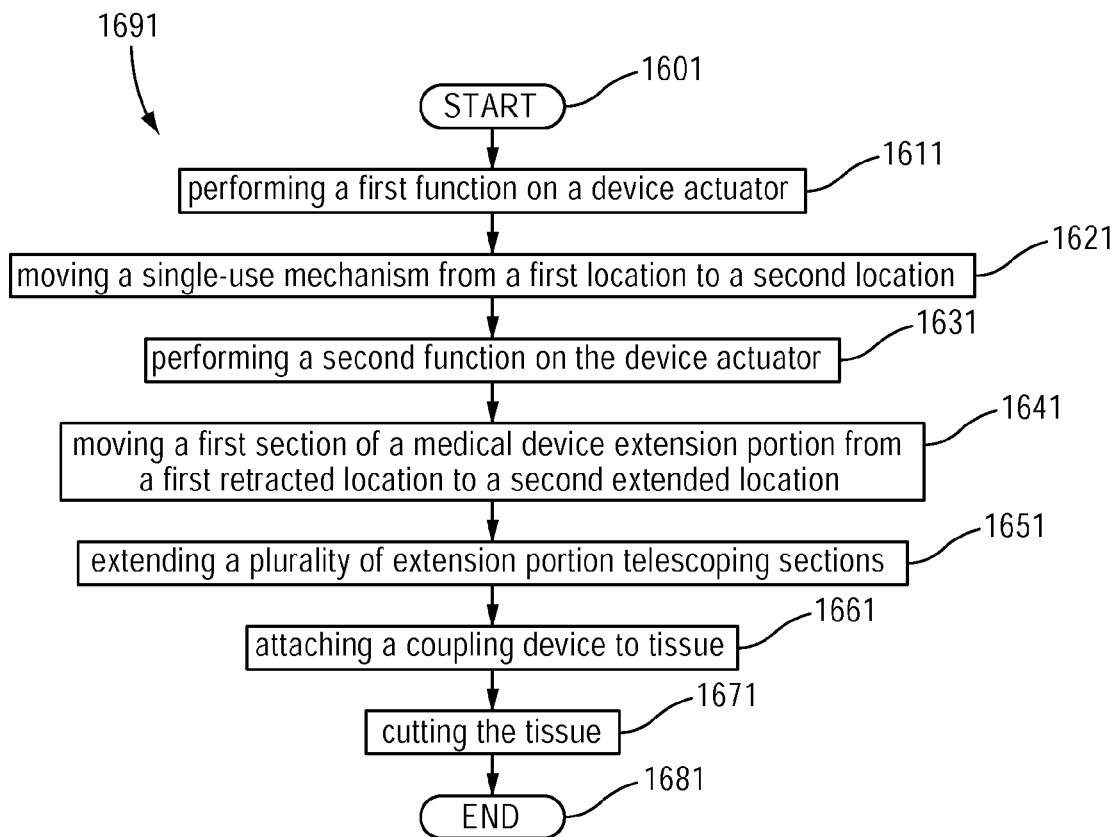 1691
START
1601
performing a first function on a device actuator
1611
moving a single-use mechanism from a first location to a second location
1621
performing a second function on the device actuator
1631
moving a first section of a medical device extension portion from
a first retracted location to a second extended location
1641
extending a plurality of extension portion telescoping sections
1651
attaching a coupling device to tissue
1661
cutting the tissue
1671
END
1681